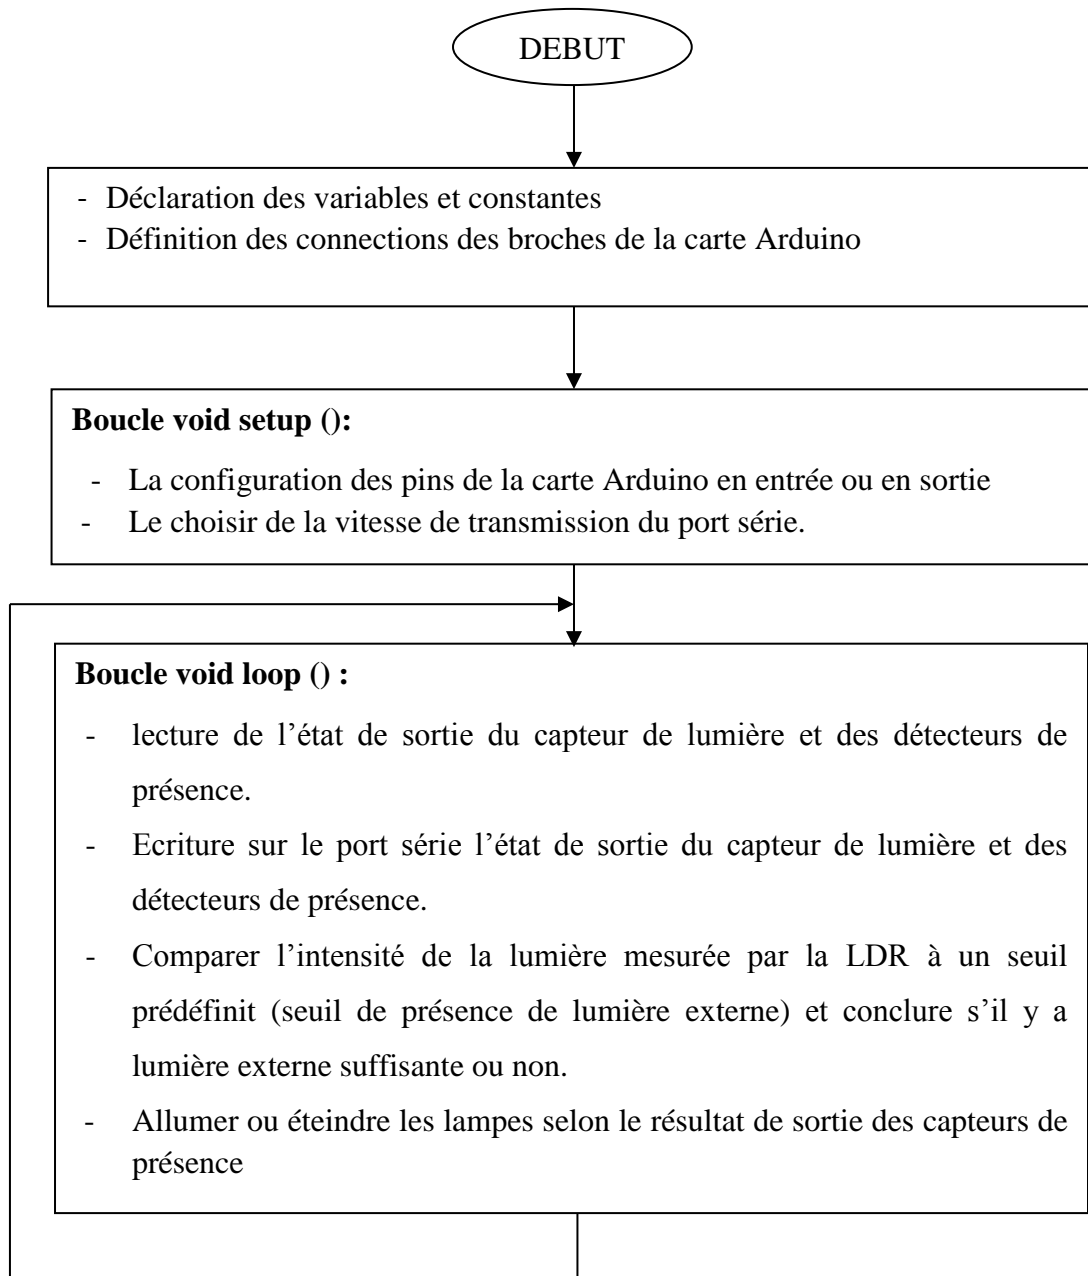 DEBUT
- Déclaration des variables et constantes
- Définition des connections des broches de la carte Arduino
Boucle void setup ():
- La configuration des pins de la carte Arduino en entrée ou en sortie
- Le choisir de la vitesse de transmission du port série.
Boucle void loop () :
- lecture de l’état de sortie du capteur de lumière et des détecteurs de
présence.
- Ecriture sur le port série l’état de sortie du capteur de lumière et des
détecteurs de présence.
- Comparer l’intensité de la lumière mesurée par la LDR à un seuil
prédéfinit (seuil de présence de lumière externe) et conclure s’il y a
lumière externe suffisante ou non.
- Allumer ou éteindre les lampes selon le résultat de sortie des capteurs de
présence